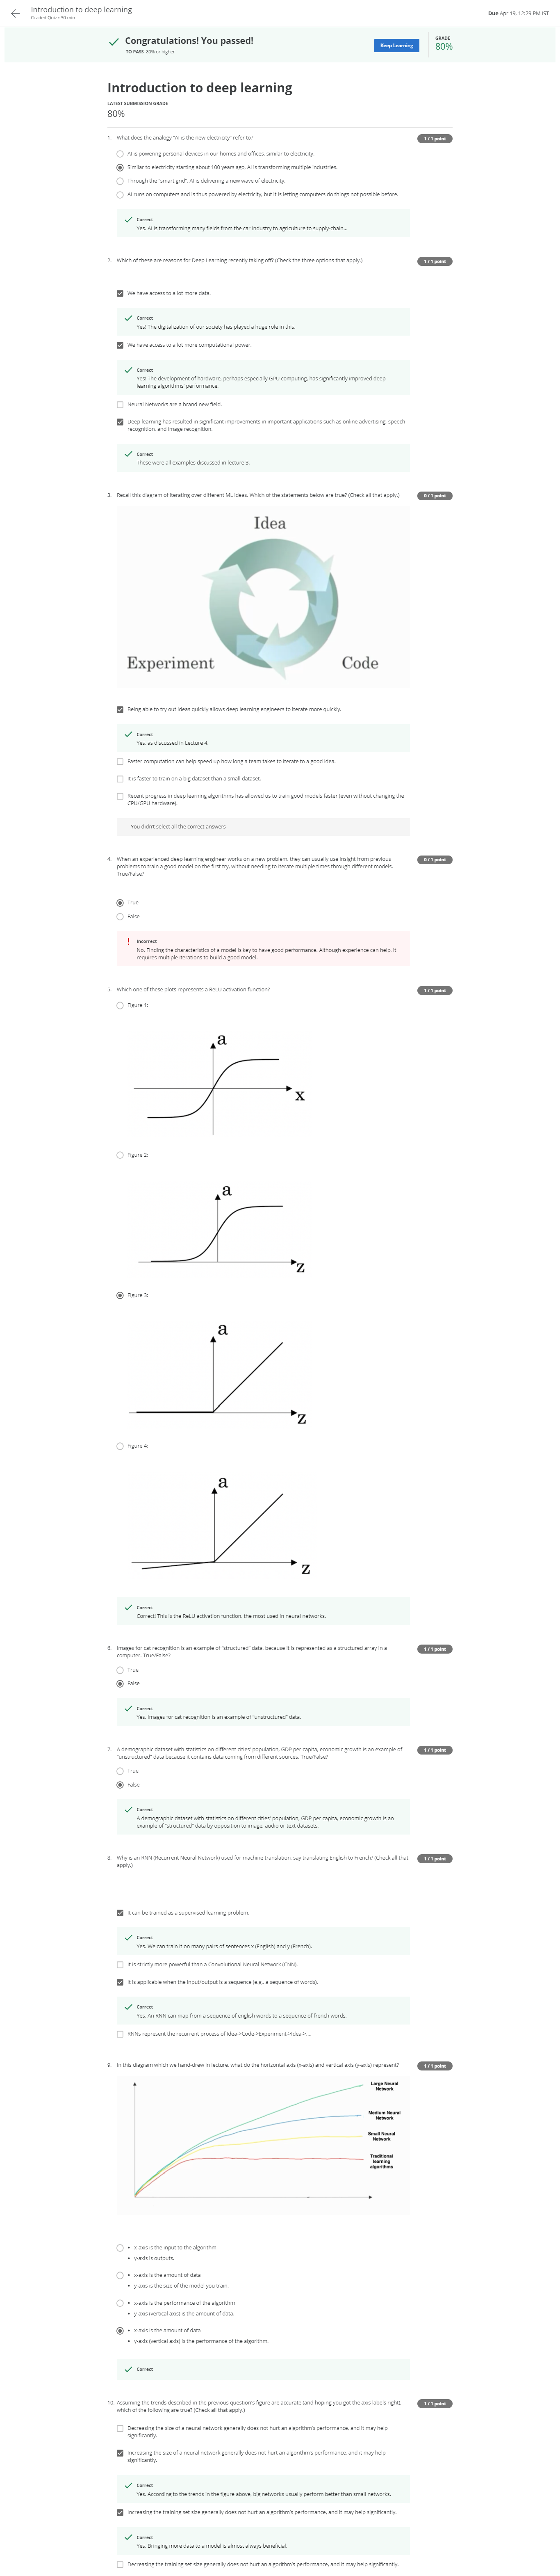 Introduction to deep learning
Graded Quiz • 30 min
Due Apr 19, 12:29 PM IST
Congratulations! You passed!
TO PASS 80% or higher
Keep Learning
GRADE
80%
Introduction to deep learning
LATEST SUBMISSION GRADE
80%
1. What does the analogy “AI is the new electricity” refer to?
1 / 1 point
AI is powering personal devices in our homes and offices, similar to electricity.
Similar to electricity starting about 100 years ago, AI is transforming multiple industries.
Through the “smart grid”, AI is delivering a new wave of electricity.
AI runs on computers and is thus powered by electricity, but it is letting computers do things not possible before.
Correct
Yes. AI is transforming many fields from the car industry to agriculture to supply-chain...
2. Which of these are reasons for Deep Learning recently taking off? (Check the three options that apply.)
1 / 1 point
We have access to a lot more data.
Correct
Yes! The digitalization of our society has played a huge role in this.
We have access to a lot more computational power.
Correct
Yes! The development of hardware, perhaps especially GPU computing, has significantly improved deep
learning algorithms' performance.
Neural Networks are a brand new field.
Deep learning has resulted in significant improvements in important applications such as online advertising, speech
recognition, and image recognition.
Correct
These were all examples discussed in lecture 3.
3. Recall this diagram of iterating over different ML ideas. Which of the statements below are true? (Check all that apply.)
0 / 1 point
Idea
Experiment
Code
Being able to try out ideas quickly allows deep learning engineers to iterate more quickly.
Correct
Yes, as discussed in Lecture 4.
Faster computation can help speed up how long a team takes to iterate to a good idea.
It is faster to train on a big dataset than a small dataset.
Recent progress in deep learning algorithms has allowed us to train good models faster (even without changing the
CPU/GPU hardware).
You didn’t select all the correct answers
4. When an experienced deep learning engineer works on a new problem, they can usually use insight from previous
problems to train a good model on the first try, without needing to iterate multiple times through different models.
True/False?
0 / 1 point
True
False
Incorrect
No. Finding the characteristics of a model is key to have good performance. Although experience can help, it
requires multiple iterations to build a good model.
5. Which one of these plots represents a ReLU activation function?
1 / 1 point
Figure 1:
a
x
Figure 2:
a
z
Figure 3:
a
z
Figure 4:
a
z
Correct
Correct! This is the ReLU activation function, the most used in neural networks.
6. Images for cat recognition is an example of “structured” data, because it is represented as a structured array in a
computer. True/False?
1 / 1 point
True
False
Correct
Yes. Images for cat recognition is an example of “unstructured” data.
7. A demographic dataset with statistics on different cities' population, GDP per capita, economic growth is an example of
“unstructured” data because it contains data coming from different sources. True/False?
1 / 1 point
True
False
Correct
A demographic dataset with statistics on different cities' population, GDP per capita, economic growth is an
example of “structured” data by opposition to image, audio or text datasets.
8. Why is an RNN (Recurrent Neural Network) used for machine translation, say translating English to French? (Check all that
apply.)
1 / 1 point
It can be trained as a supervised learning problem.
Correct
Yes. We can train it on many pairs of sentences x (English) and y (French).
It is strictly more powerful than a Convolutional Neural Network (CNN).
It is applicable when the input/output is a sequence (e.g., a sequence of words).
Correct
Yes. An RNN can map from a sequence of english words to a sequence of french words.
RNNs represent the recurrent process of Idea->Code->Experiment->Idea->....
9. In this diagram which we hand-drew in lecture, what do the horizontal axis (x-axis) and vertical axis (y-axis) represent?
1 / 1 point
Large Neural
Network
Medium Neural
Network
Small Neural
Network
Traditional
learning
algorithms
• x-axis is the input to the algorithm
• y-axis is outputs.
• x-axis is the amount of data
• y-axis is the size of the model you train.
• x-axis is the performance of the algorithm
• y-axis (vertical axis) is the amount of data.
• x-axis is the amount of data
• y-axis (vertical axis) is the performance of the algorithm.
Correct
10. Assuming the trends described in the previous question's figure are accurate (and hoping you got the axis labels right),
which of the following are true? (Check all that apply.)
1 / 1 point
Decreasing the size of a neural network generally does not hurt an algorithm’s performance, and it may help
significantly.
Increasing the size of a neural network generally does not hurt an algorithm’s performance, and it may help
significantly.
Correct
Yes. According to the trends in the figure above, big networks usually perform better than small networks.
Increasing the training set size generally does not hurt an algorithm’s performance, and it may help significantly.
Correct
Yes. Bringing more data to a model is almost always beneficial.
Decreasing the training set size generally does not hurt an algorithm’s performance, and it may help significantly.